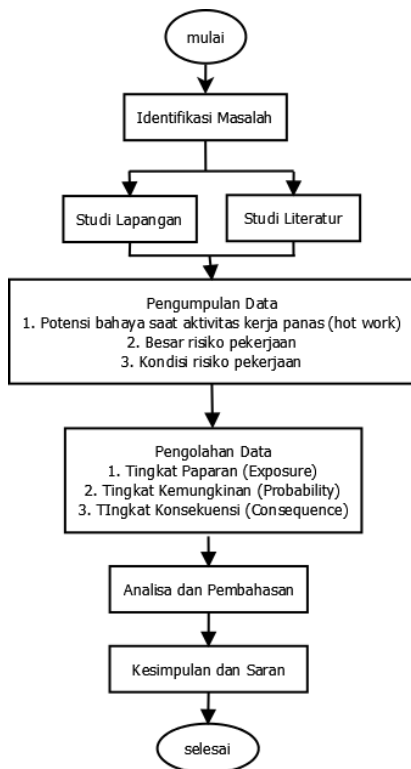 mulai
Identifikasi Masalah
Studi Lapangan
Studi Literatur
Pengumpulan Data
1. Potensi bahaya saat aktivitas kerja panas (hot work)
2. Besar risiko pekerjaan
3. Kondisi risiko pekerjaan
Pengolahan Data
1. Tingkat Paparan (Exposure)
2. Tingkat Kemungkinan (Probability)
3. TIngkat Konsekuensi (Consequence)
Analisa dan Pembahasan
Kesimpulan dan Saran
selesai